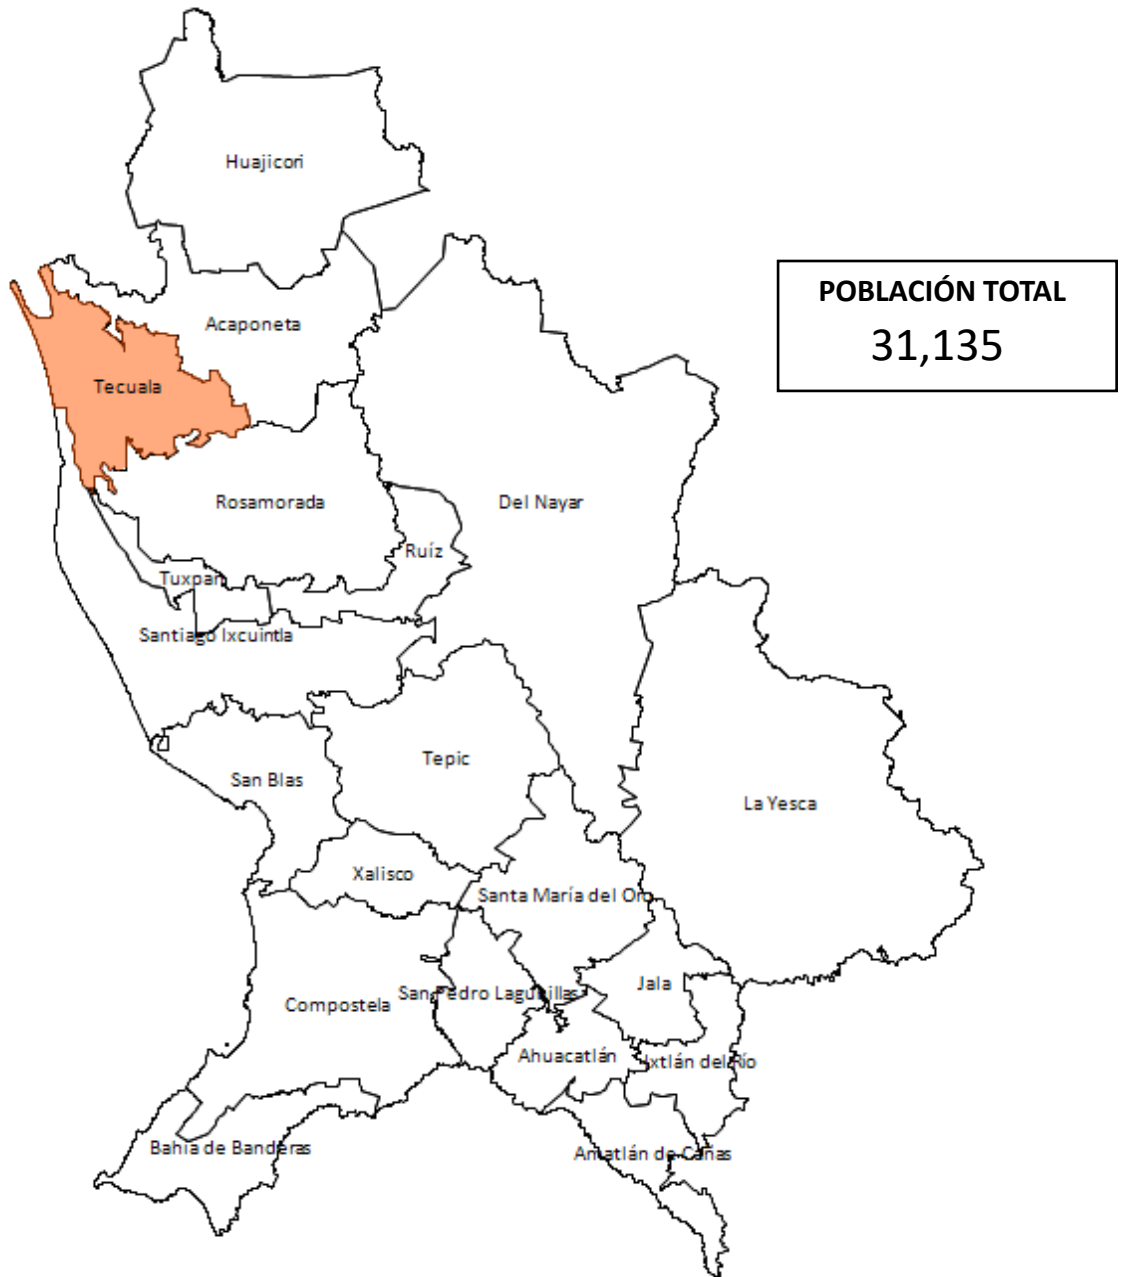 Huajicori
POBLACIÓN TOTAL
31,135
Acaponeta
Tecuala
Rosamorada
Del Nayar
Ruíz
Tuxpan
Santiago Ixcuintla
Tepic
San Blas
La Yesca
Xalisco
Santa María del Oro
Jala
San Pedro Lagunillas
Compostela
Ahuacatlán
Ixtlán del Río
Bahía de Banderas
Amatlán de Cañas